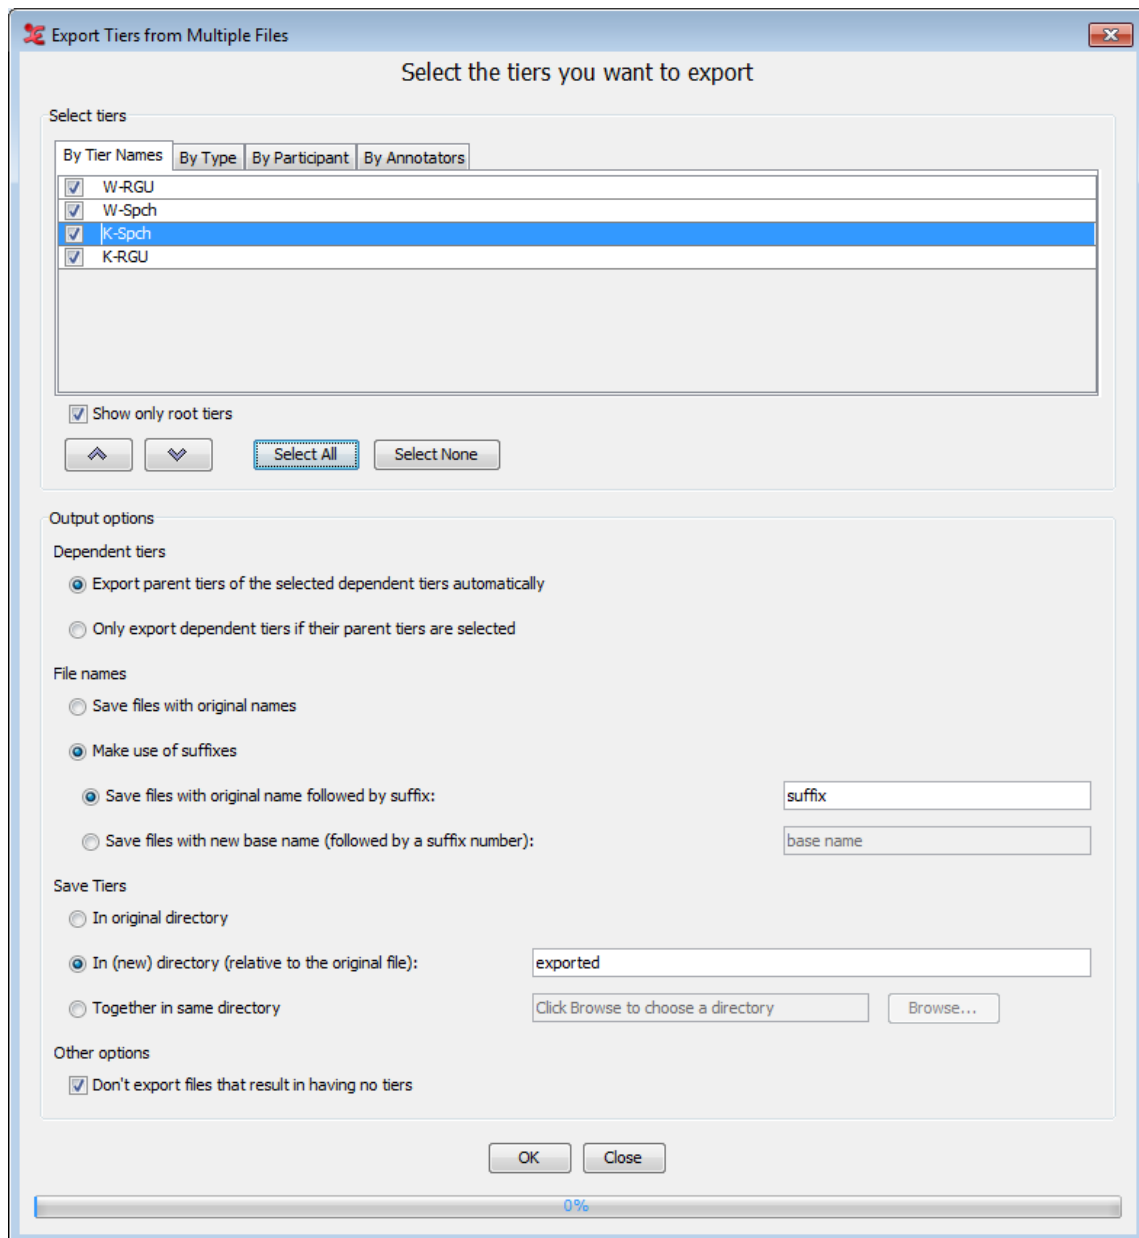 Export Tiers from Multiple Files
Select the tiers you want to export
Select tiers
By Tier Names By Type By Participant By Annotators
W-RGU
W-Spch
K-Spch
K-RGU
Show only root tiers
Select All Select None
Output options
Dependent tiers
Export parent tiers of the selected dependent tiers automatically
Only export dependent tiers if their parent tiers are selected
File names
Save files with original names
Make use of suffixes
Save files with original name followed by suffix: suffix
Save files with new base name (followed by a suffix number): base name
Save Tiers
In original directory
In (new) directory (relative to the original file): exported
Together in same directory Click Browse to choose a directory Browse...
Other options
Don't export files that result in having no tiers
OK Close
0%